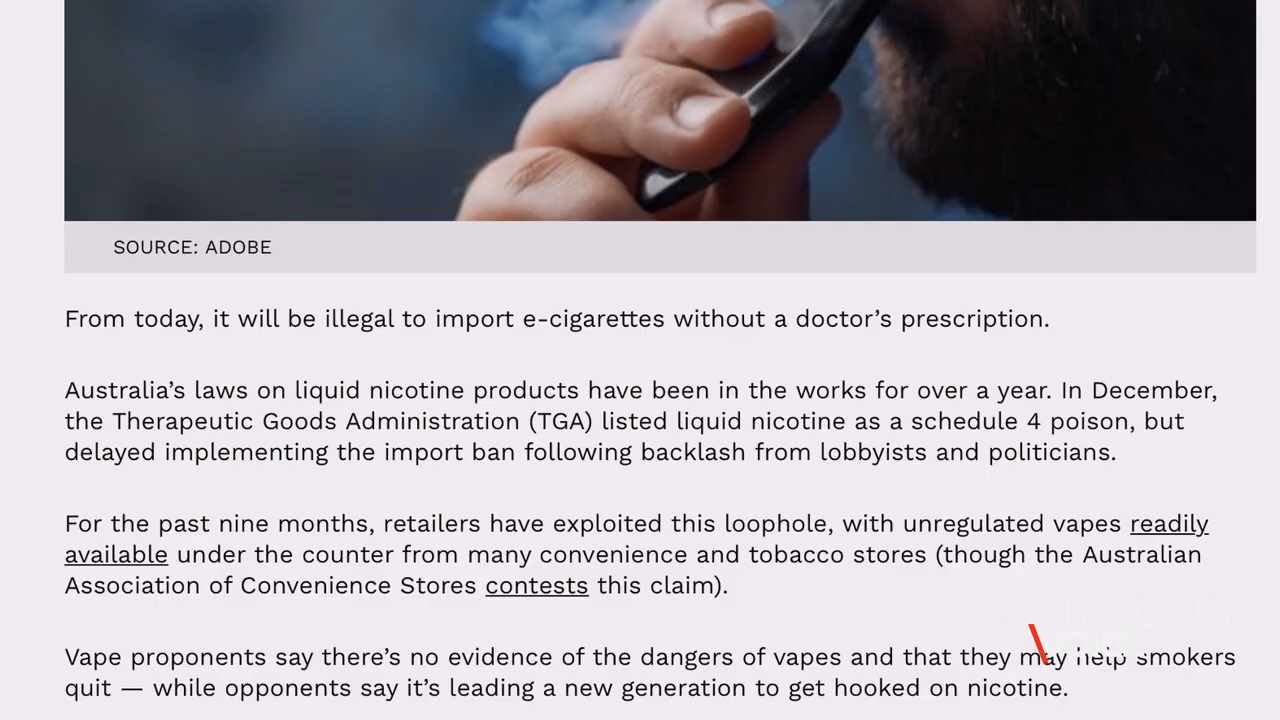 SOURCE: ADOBE
From today, it will be illegal to import e-cigarettes without a doctor’s prescription.
Australia’s laws on liquid nicotine products have been in the works for over a year. In December,
the Therapeutic Goods Administration (TGA) listed liquid nicotine as a schedule 4 poison, but
delayed implementing the import ban following backlash from lobbyists and politicians.
For the past nine months, retailers have exploited this loophole, with unregulated vapes readily
available under the counter from many convenience and tobacco stores (though the Australian
Association of Convenience Stores contests this claim).
ADVOCATES
Vape proponents say there’s no evidence of the dangers of vapes and that they may help smokers
quit — while opponents say it’s leading a new generation to get hooked on nicotine.